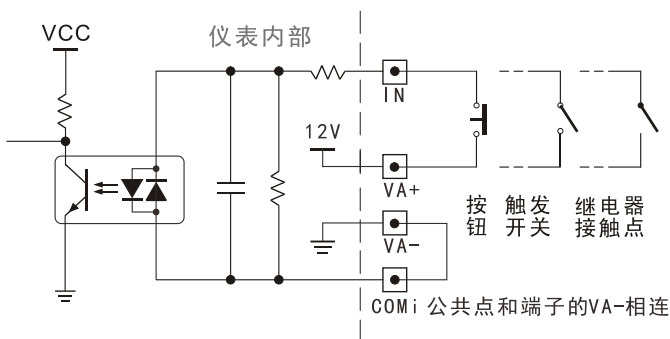 VCC
仪表内部
IN
12V
VA+
VA-
按钮
触发开关
继电器接触点
COMi 公共点和端子的VA-相连